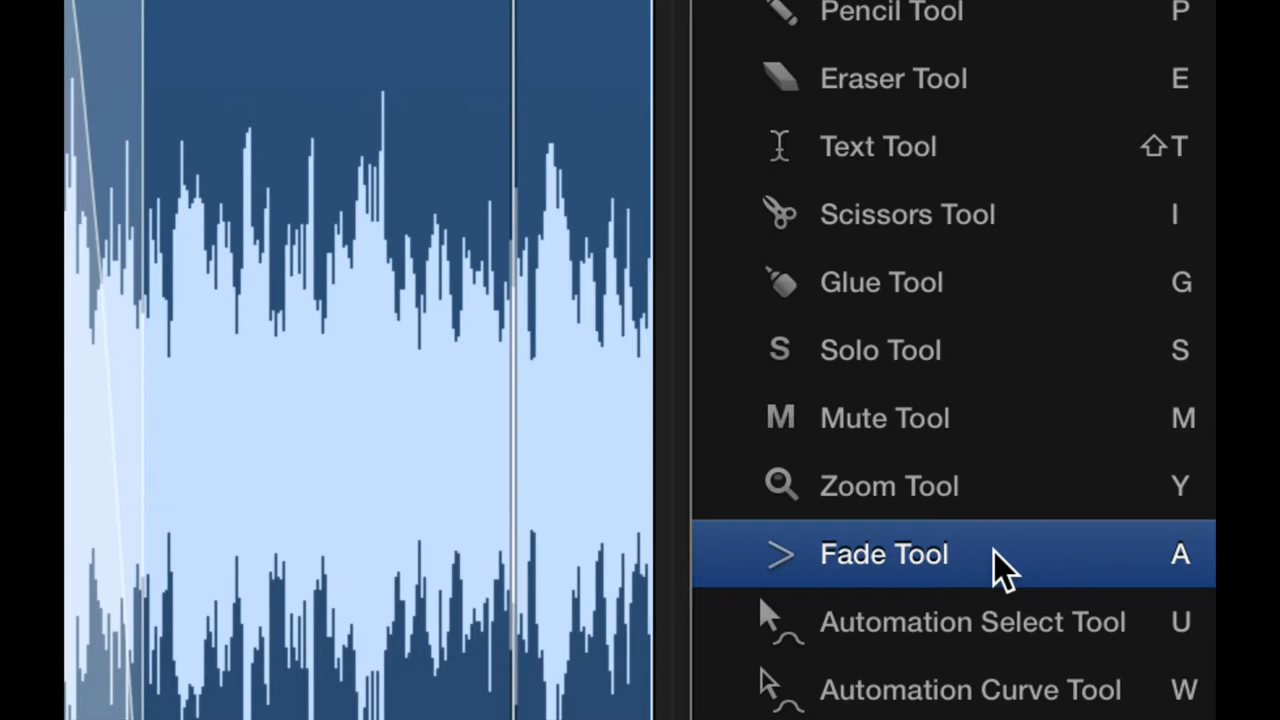 Pencil Tool P
Eraser Tool E
Text Tool ⇧T
Scissors Tool I
Glue Tool G
S Solo Tool S
M Mute Tool M
Zoom Tool Y
Fade Tool A
Automation Select Tool U
Automation Curve Tool W